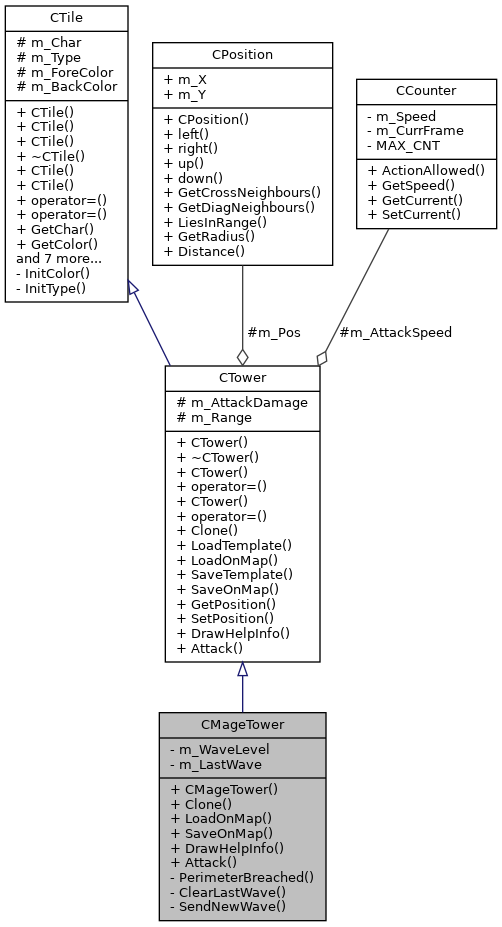 CTile
# m_Char
# m_Type
# m_ForeColor
# m_BackColor
+ CTile()
+ CTile()
+ CTile()
+ ~CTile()
+ CTile()
+ CTile()
+ operator=()
+ operator=()
+ GetChar()
+ GetColor()
and 7 more...
- InitColor()
- InitType()
CPosition
+ m_X
+ m_Y
+ CPosition()
+ left()
+ right()
+ up()
+ down()
+ GetCrossNeighbours()
+ GetDiagNeighbours()
+ LiesInRange()
+ GetRadius()
+ Distance()
CCounter
- m_Speed
- m_CurrFrame
- MAX_CNT
+ ActionAllowed()
+ GetSpeed()
+ GetCurrent()
+ SetCurrent()
#m_Pos
#m_AttackSpeed
CTower
# m_AttackDamage
# m_Range
+ CTower()
+ ~CTower()
+ CTower()
+ operator=()
+ CTower()
+ operator=()
+ Clone()
+ LoadTemplate()
+ LoadOnMap()
+ SaveTemplate()
+ SaveOnMap()
+ GetPosition()
+ SetPosition()
+ DrawHelpInfo()
+ Attack()
CMageTower
- m_WaveLevel
- m_LastWave
+ CMageTower()
+ Clone()
+ LoadOnMap()
+ SaveOnMap()
+ DrawHelpInfo()
+ Attack()
- PerimeterBreached()
- ClearLastWave()
- SendNewWave()